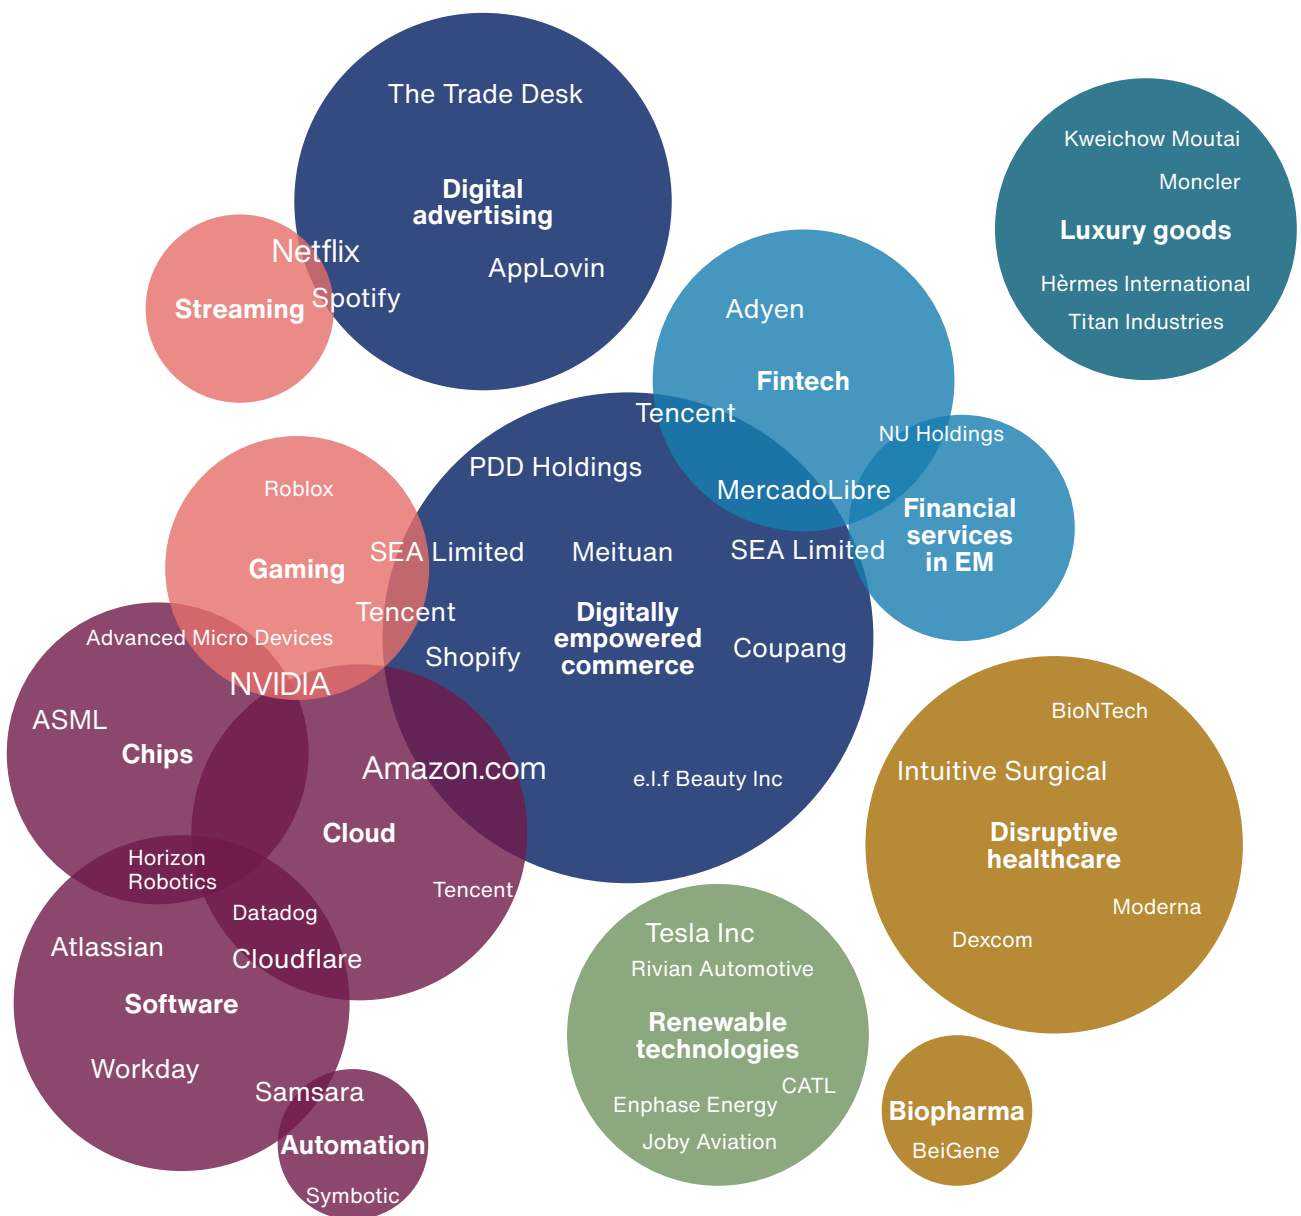 The Trade Desk
Digital
advertising
AppLovin
Netflix
Spotify
Streaming
Kweichow Moutai
Moncler
Luxury goods
Hèrmes International
Titan Industries
Adyen
Fintech
Tencent
NU Holdings
MercadoLibre
Financial
services
in EM
PDD Holdings
SEA Limited
Meituan
SEA Limited
Digitally
empowered
commerce
Tencent
Shopify
Coupang
Amazon.com
e.l.f Beauty Inc
Roblox
Gaming
Advanced Micro Devices
NVIDIA
ASML
Chips
Cloud
Horizon
Robotics
Tencent
Datadog
Cloudflare
Atlassian
Software
Workday
Samsara
Automation
Symbotic
BioNTech
Intuitive Surgical
Disruptive
healthcare
Moderna
Dexcom
Tesla Inc
Rivian Automotive
Renewable
technologies
CATL
Enphase Energy
Joby Aviation
Biopharma
BeiGene